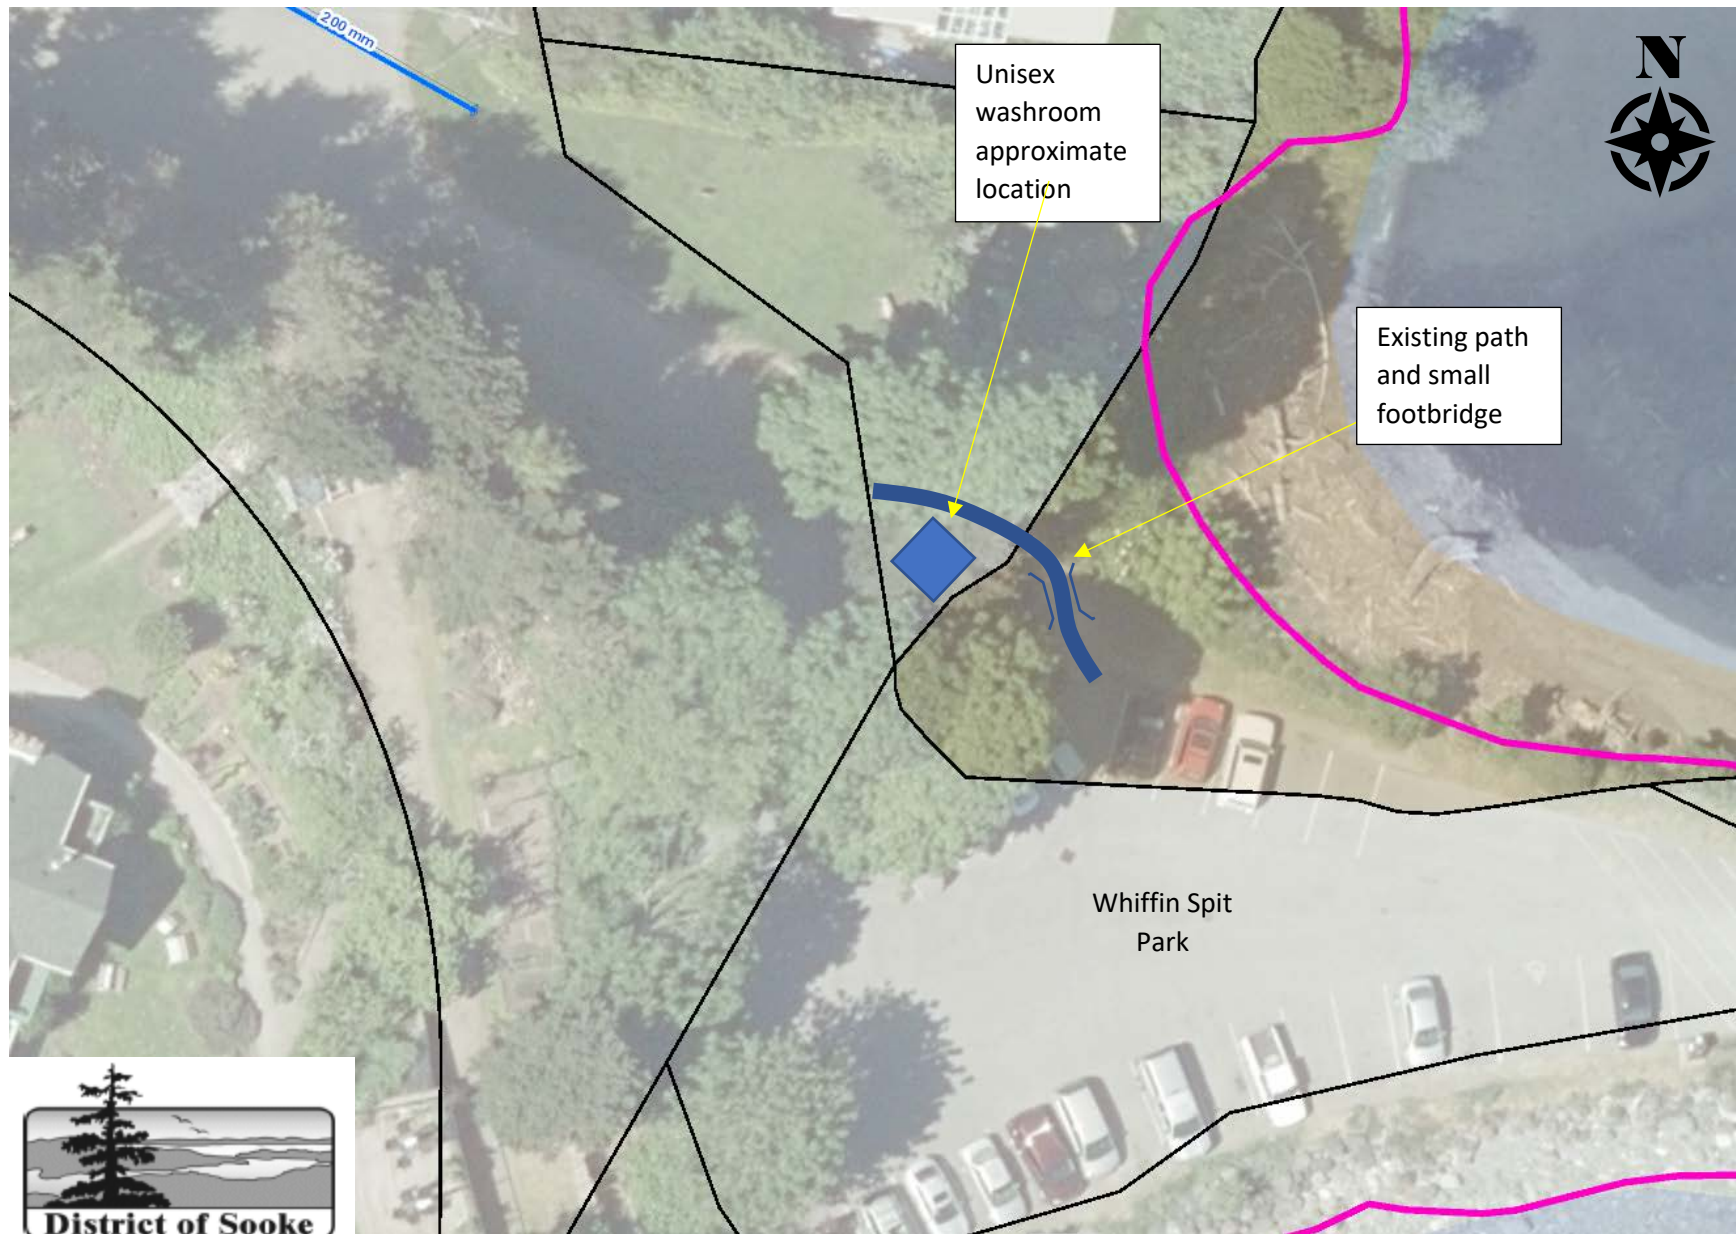 200 mm
N
Unisex
washroom
approximate
location
Existing path
and small
footbridge
Whiffin Spit
Park
District of Sooke